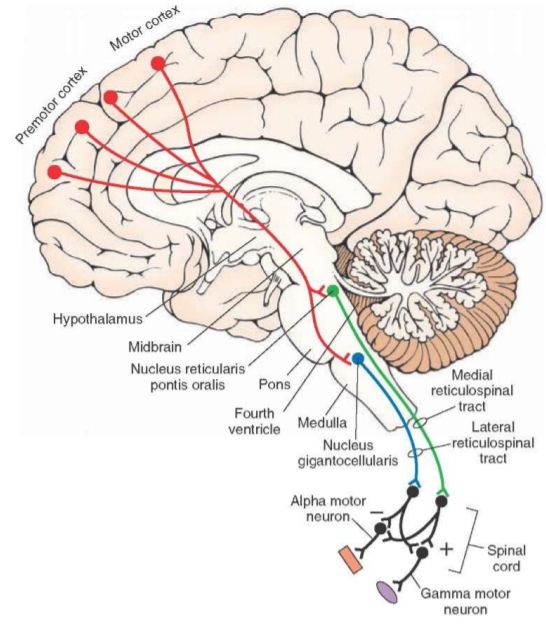 Motor cortex
Premotor cortex
Hypothalamus
Midbrain
Nucleus reticularis
pontis oralis
Pons
Fourth
ventricle
Medulla
Nucleus
gigantocellularis
Medial
reticulospinal
tract
Lateral
reticulospinal
tract
Alpha motor
neuron
−
+
Spinal
cord
Gamma motor
neuron